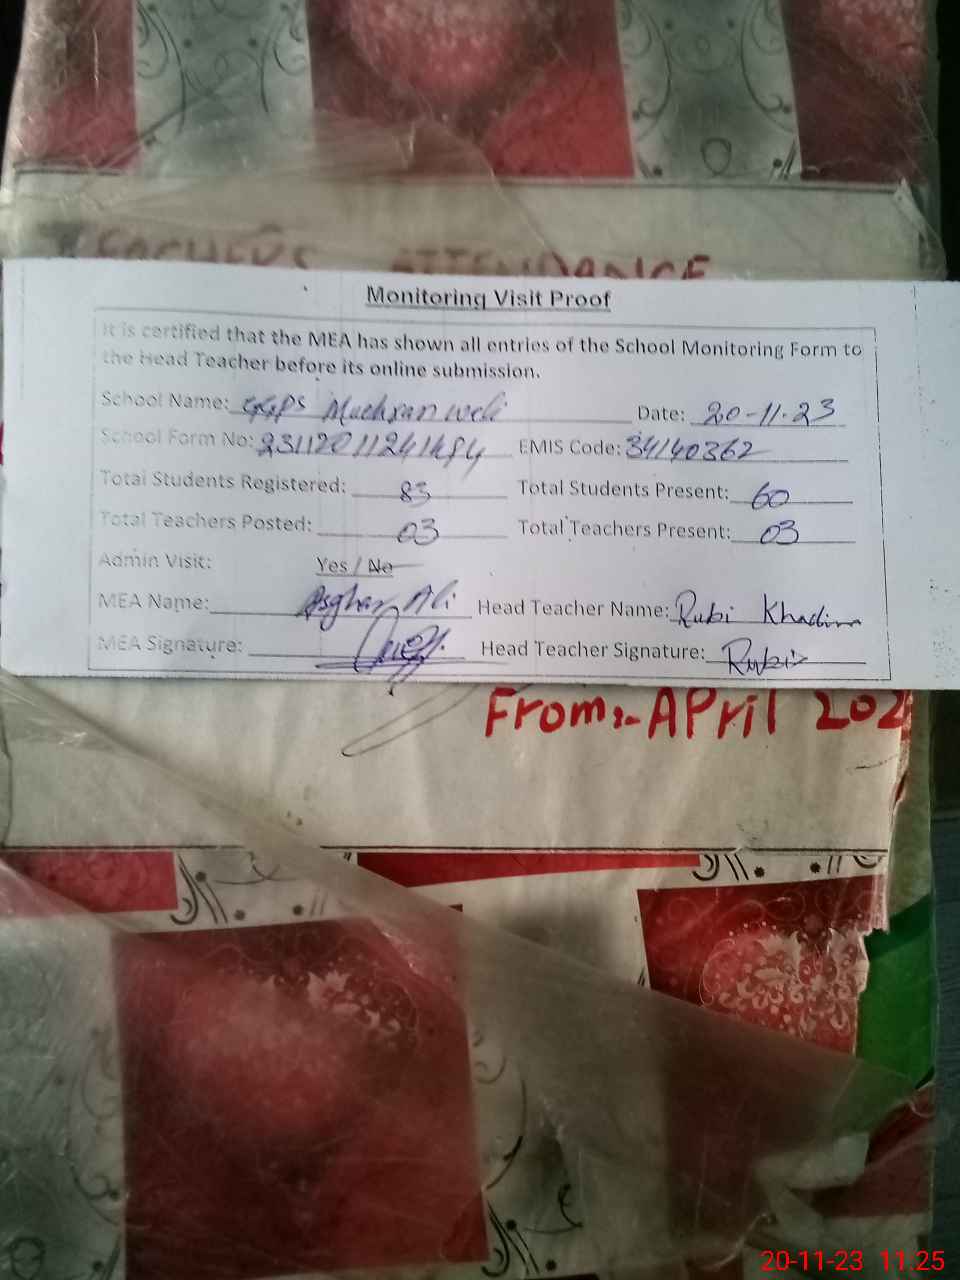 TEACHERS ATTENDANCE
Monitoring Visit Proof
It is certified that the MEA has shown all entries of the School Monitoring Form to
the Head Teacher before its online submission.
School Name: GGPS Date: 20-11-23
School Form No: EMIS Code: 34140362
Total Students Registered: 83 Total Students Present: 60
Total Teachers Posted: 03 Total Teachers Present: 03
Admin Visit: Yes / No
MEA Name: Asghar Ali Head Teacher Name: Rubi Khadim
MEA Signature: Head Teacher Signature: Rubi
From:- APril 202
20-11-23 11.25